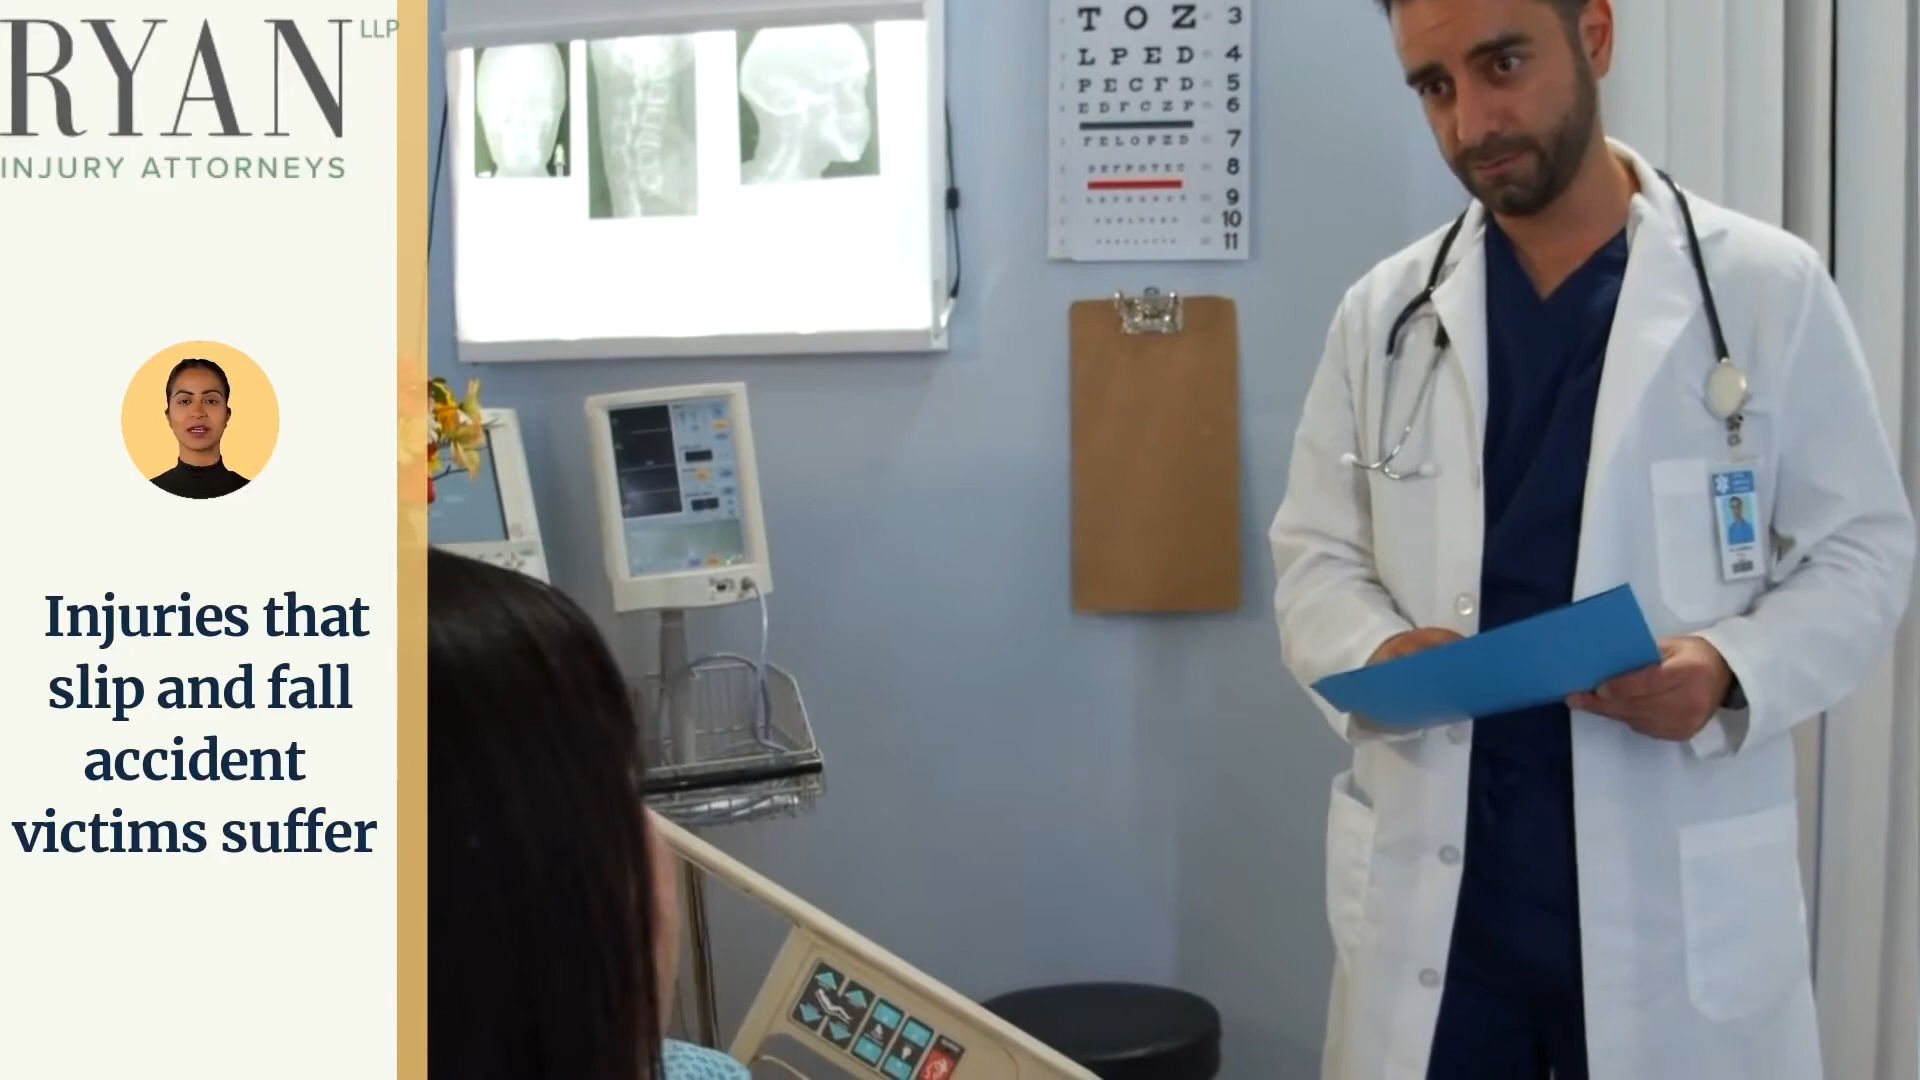 RYAN LLP
INJURY ATTORNEYS
Injuries that
slip and fall
accident
victims suffer
T O Z 3
L P E D 4
P E C F D 5
E D F C Z P 6
F E L O P Z D 7
8
9
10
11